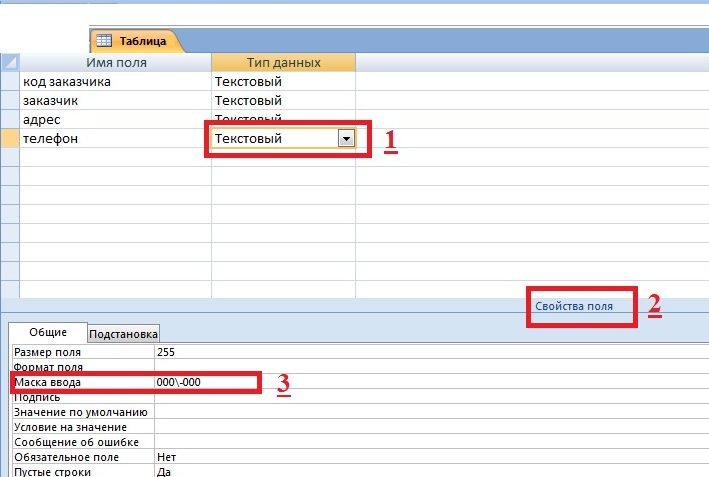 Таблица
Имя поля Тип данных
код заказчика Текстовый
заказчик Текстовый
адрес Текстовый
телефон Текстовый 1
Свойства поля 2
Общие Подстановка
Размер поля 255
Формат поля
Маска ввода 000\-000 3
Подпись
Значение по умолчанию
Условие на значение
Сообщение об ошибке
Обязательное поле Нет
Пустые строки Да